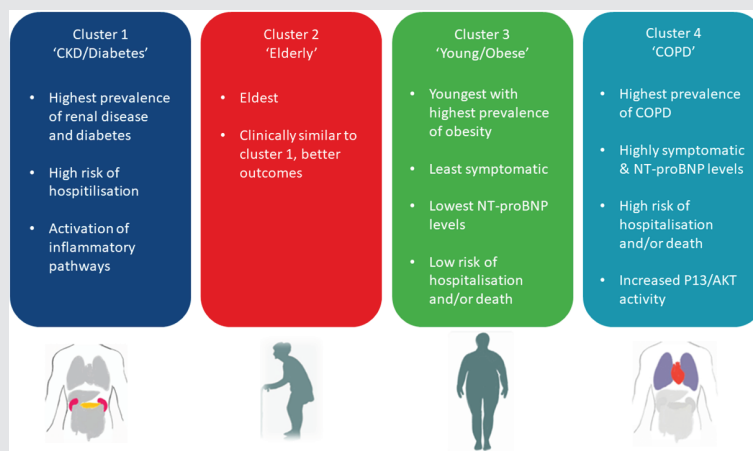 Cluster 1
‘CKD/Diabetes’
• Highest prevalence
of renal disease
and diabetes
• High risk of
hospitilisation
• Activation of
inflammatory
pathways
Cluster 2
‘Elderly’
• Eldest
• Clinically similar to
cluster 1, better
outcomes
Cluster 3
‘Young/Obese’
• Youngest with
highest prevalence
of obesity
• Least symptomatic
• Lowest NT-proBNP
levels
• Low risk of
hospitalisation
and/or death
Cluster 4
‘COPD’
• Highest prevalence
of COPD
• Highly symptomatic
& NT-proBNP levels
• High risk of
hospitalisation
and/or death
• Increased P13/AKT
activity